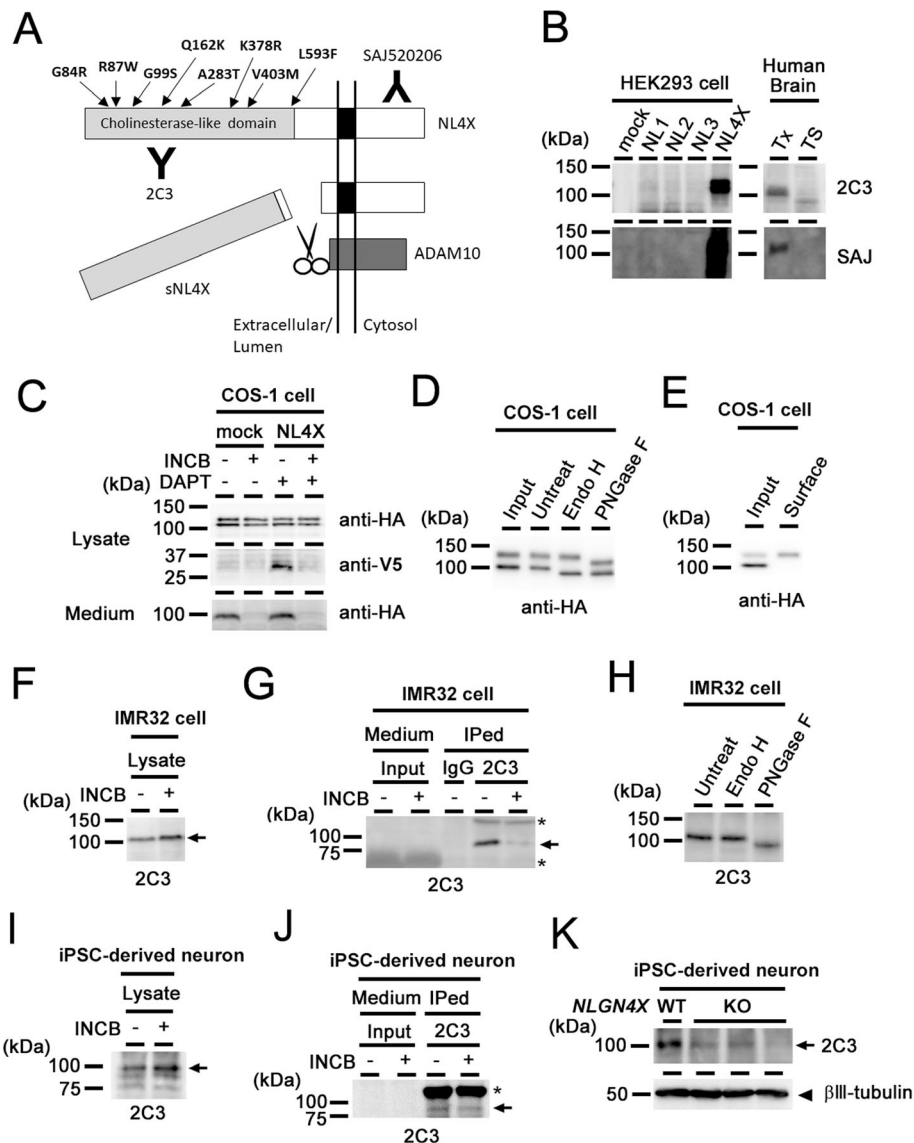 A
G84R R87W G99S Q162K A283T K378R V403M L593F
SAJ520206
Cholinesterase-like domain
NL4X
2C3
sNL4X
ADAM10
Extracellular/
Lumen
Cytosol
B
HEK293 cell
Human
Brain
(kDa) mock NL1 NL2 NL3 NL4X Tx TS
150
100
2C3
150
100
SAJ
C
COS-1 cell
mock NL4X
INCB - + - +
(kDa) DAPT + +
150
100
anti-HA
Lysate
37
25
anti-V5
Medium 100 anti-HA
D
COS-1 cell
(kDa) Input Untreat Endo H PNGase F
150
100
anti-HA
E
COS-1 cell
(kDa) Input Surface
150
100
anti-HA
F
IMR32 cell
Lysate
(kDa) INCB - +
150
100
2C3
G
IMR32 cell
Medium IPed
Input IgG 2C3
(kDa) INCB - + - +
100
75
*
*
2C3
H
IMR32 cell
(kDa) Untreat Endo H PNGase F
150
100
2C3
I
iPSC-derived neuron
Lysate
INCB - +
(kDa)
100
75
2C3
J
iPSC-derived neuron
Medium IPed
Input 2C3
INCB - + - +
(kDa)
100
75
*
2C3
K
iPSC-derived neuron
NLGN4X WT KO
(kDa)
100
2C3
50
βIII-tubulin